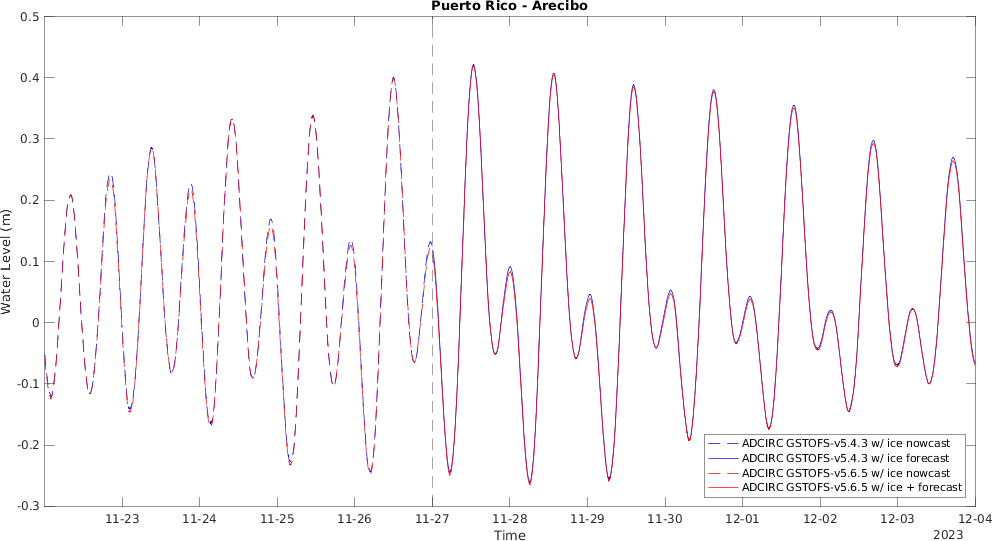 Puerto Rico - Arecibo
0.5
0.4
0.3
0.2
0.1
0
-0.1
-0.2
-0.3
Water Level (m)
ADCIRC GSTOFS-v5.4.3 w/ ice nowcast
ADCIRC GSTOFS-v5.4.3 w/ ice forecast
ADCIRC GSTOFS-v5.6.5 w/ ice nowcast
ADCIRC GSTOFS-v5.6.5 w/ ice + forecast
11-23 11-24 11-25 11-26 11-27 11-28 11-29 11-30 12-01 12-02 12-03 12-04
Time
2023